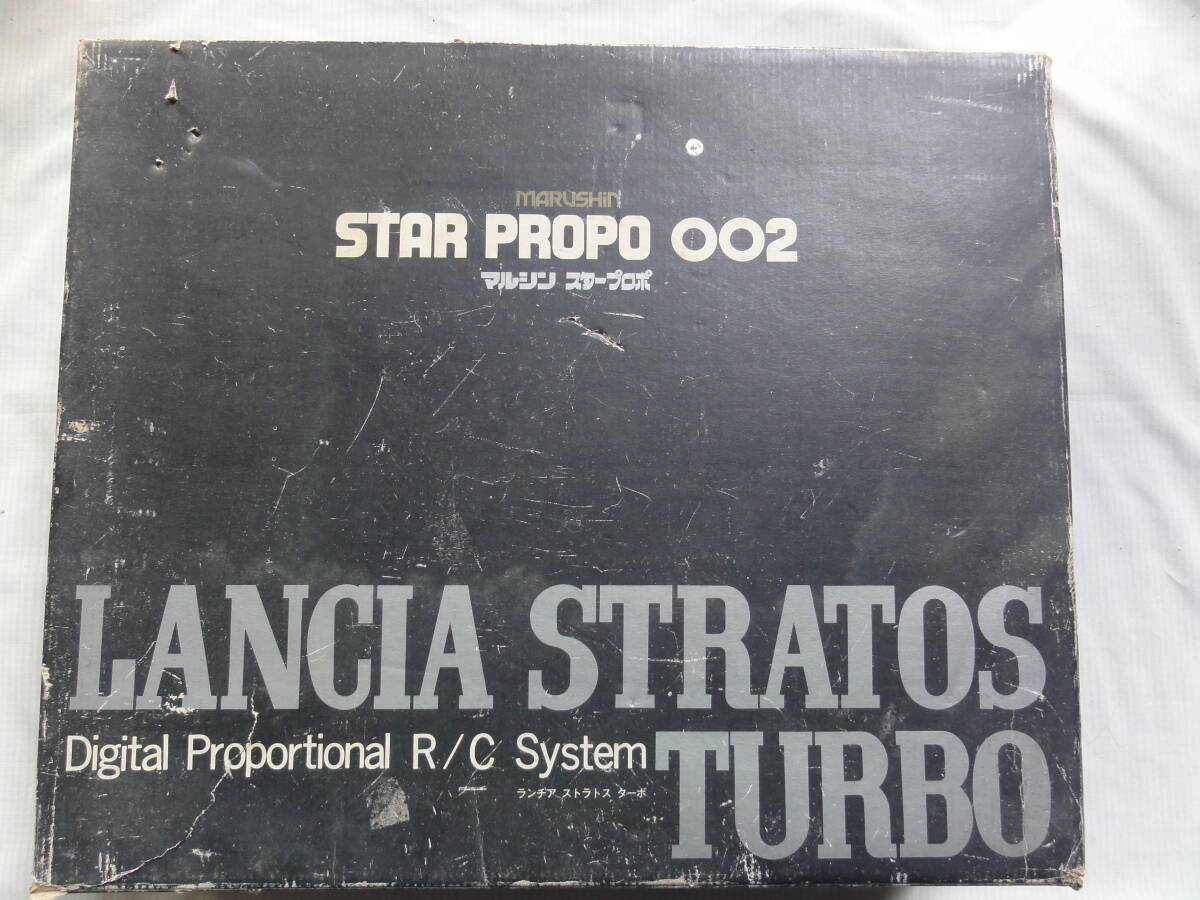 MARUSHiN
STAR PROPO 002
マルシン スタープロポ
LANCIA STRATOS
Digital Proportional R/C System
TURBO
ランチア ストラトス ターボ